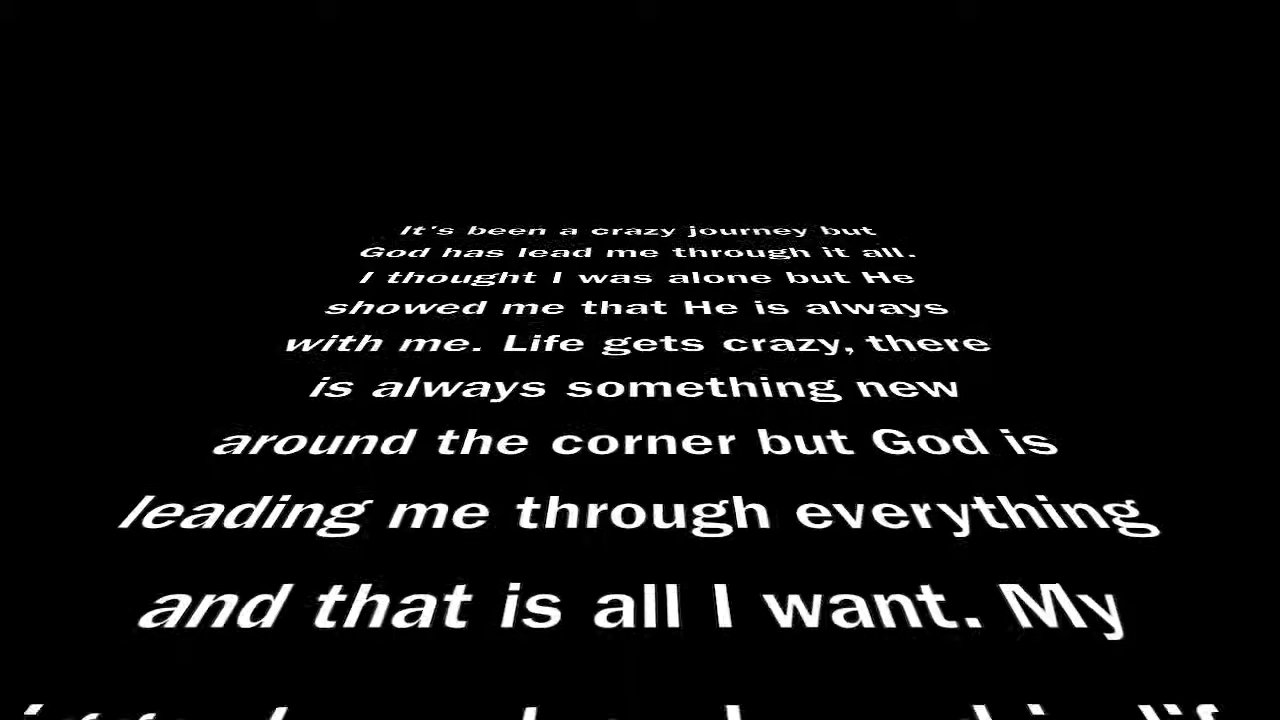 It's been a crazy journey but
God has lead me through it all.
I thought I was alone but He
showed me that He is always
with me. Life gets crazy, there
is always something new
around the corner but God is
leading me through everything
and that is all I want. My